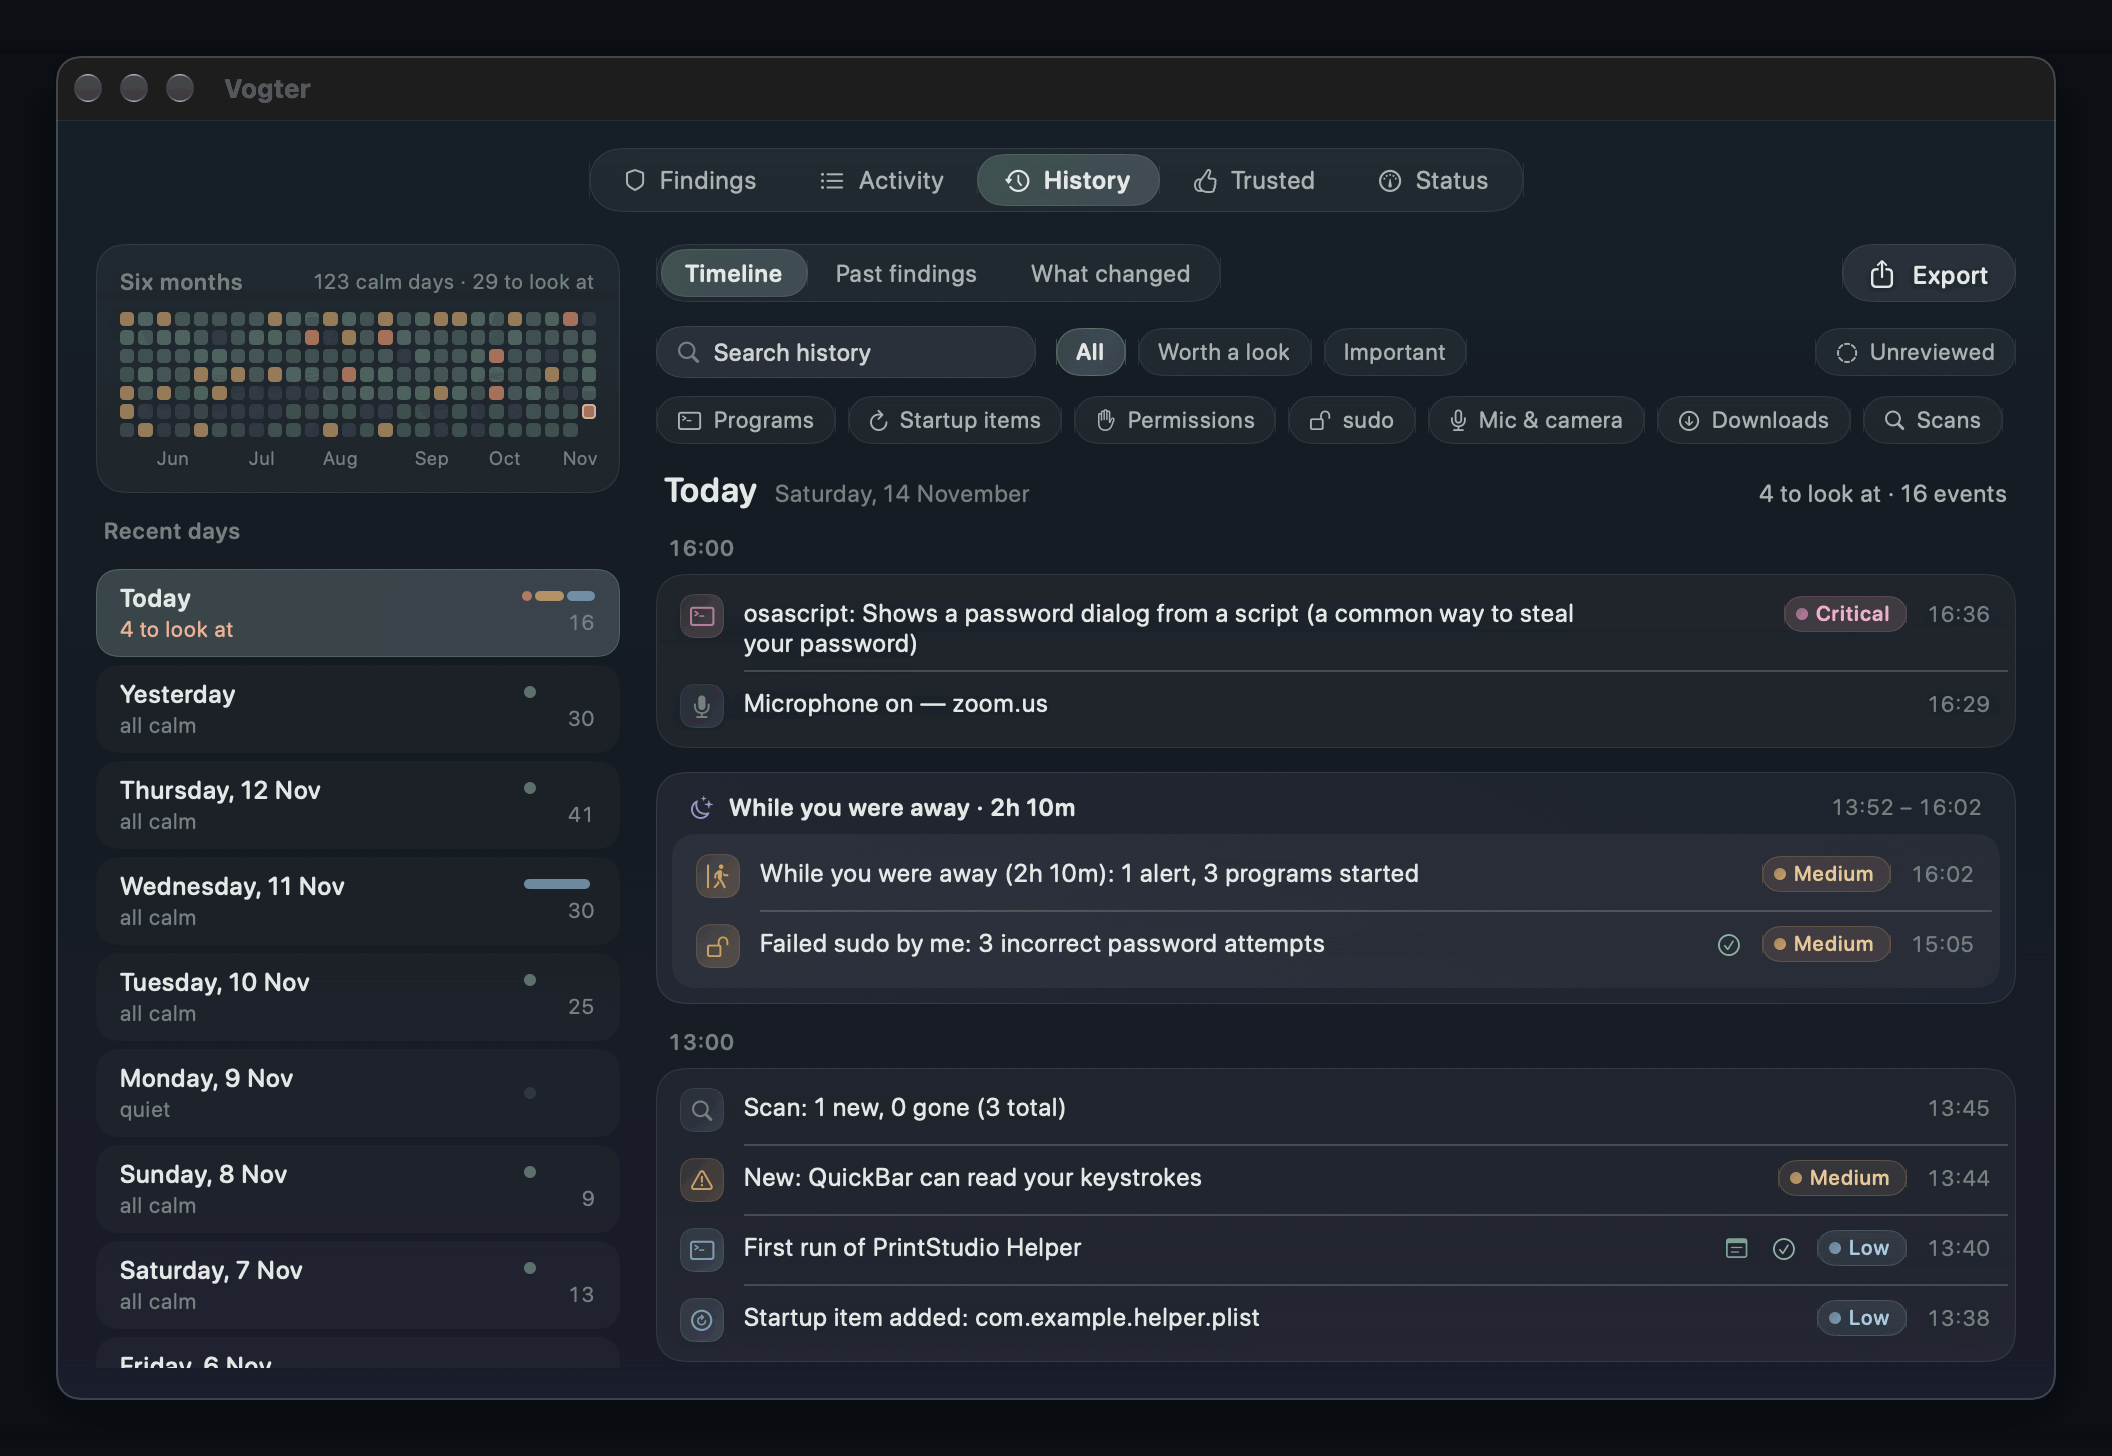 Vogter
Findings
Activity
History
Trusted
Status
Six months
123 calm days · 29 to look at
Jun
Jul
Aug
Sep
Oct
Nov
Recent days
Today
4 to look at
16
Yesterday
all calm
30
Thursday, 12 Nov
all calm
41
Wednesday, 11 Nov
all calm
30
Tuesday, 10 Nov
all calm
25
Monday, 9 Nov
quiet
Sunday, 8 Nov
all calm
9
Saturday, 7 Nov
all calm
13
Friday, 6 Nov
Timeline
Past findings
What changed
Export
Search history
All
Worth a look
Important
Unreviewed
Programs
Startup items
Permissions
sudo
Mic & camera
Downloads
Scans
Today
Saturday, 14 November
4 to look at · 16 events
16:00
osascript: Shows a password dialog from a script (a common way to steal
your password)
Critical
16:36
Microphone on — zoom.us
16:29
While you were away · 2h 10m
13:52 – 16:02
While you were away (2h 10m): 1 alert, 3 programs started
Medium
16:02
Failed sudo by me: 3 incorrect password attempts
Medium
15:05
13:00
Scan: 1 new, 0 gone (3 total)
13:45
New: QuickBar can read your keystrokes
Medium
13:44
First run of PrintStudio Helper
Low
13:40
Startup item added: com.example.helper.plist
Low
13:38